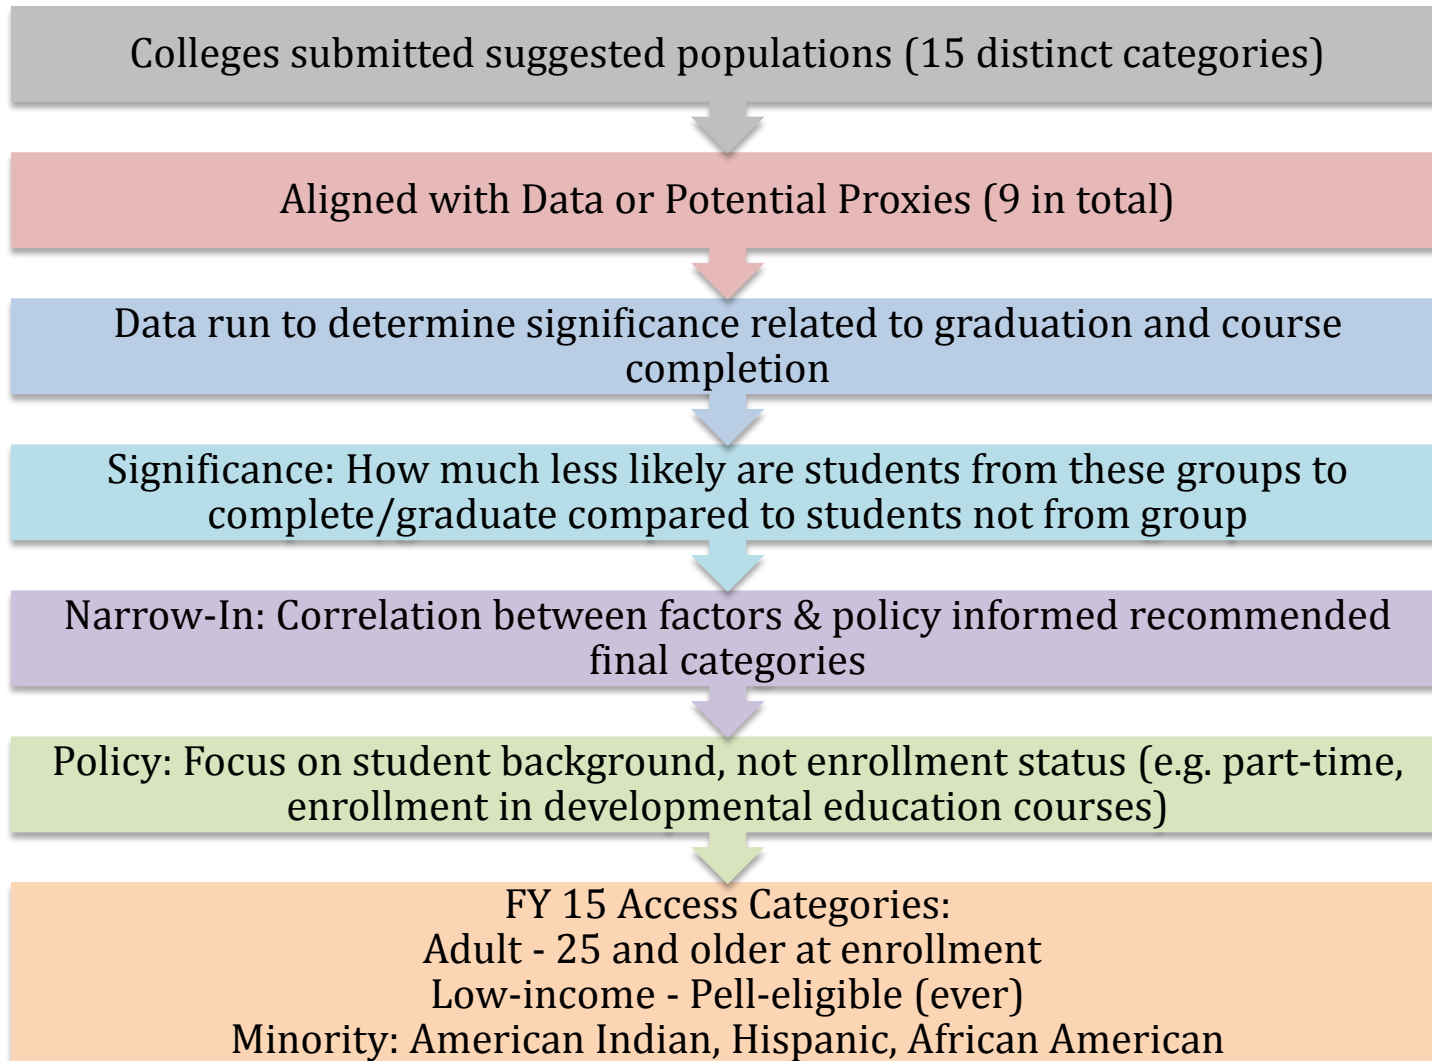 Colleges submitted suggested populations (15 distinct categories)
Aligned with Data or Potential Proxies (9 in total)
Data run to determine significance related to graduation and course
completion
Significance: How much less likely are students from these groups to
complete/graduate compared to students not from group
Narrow-In: Correlation between factors & policy informed recommended
final categories
Policy: Focus on student background, not enrollment status (e.g. part-time,
enrollment in developmental education courses)
FY 15 Access Categories:
Adult - 25 and older at enrollment
Low-income - Pell-eligible (ever)
Minority: American Indian, Hispanic, African American